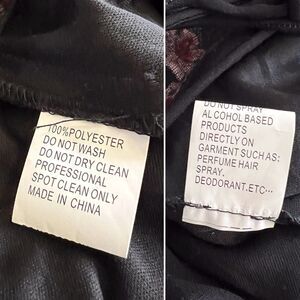 100%POLYESTER
DO NOT WASH
DO NOT DRY CLEAN
PROFESSIONAL
SPOT CLEAN ONLY
MADE IN CHINA
DO NOT SPRAY
ALCOHOL BASED
PRODUCTS
DIRECTLY ON
GARMENT SUCH AS:
PERFUME HAIR
SPRAY.
DEODORANT.ETC…